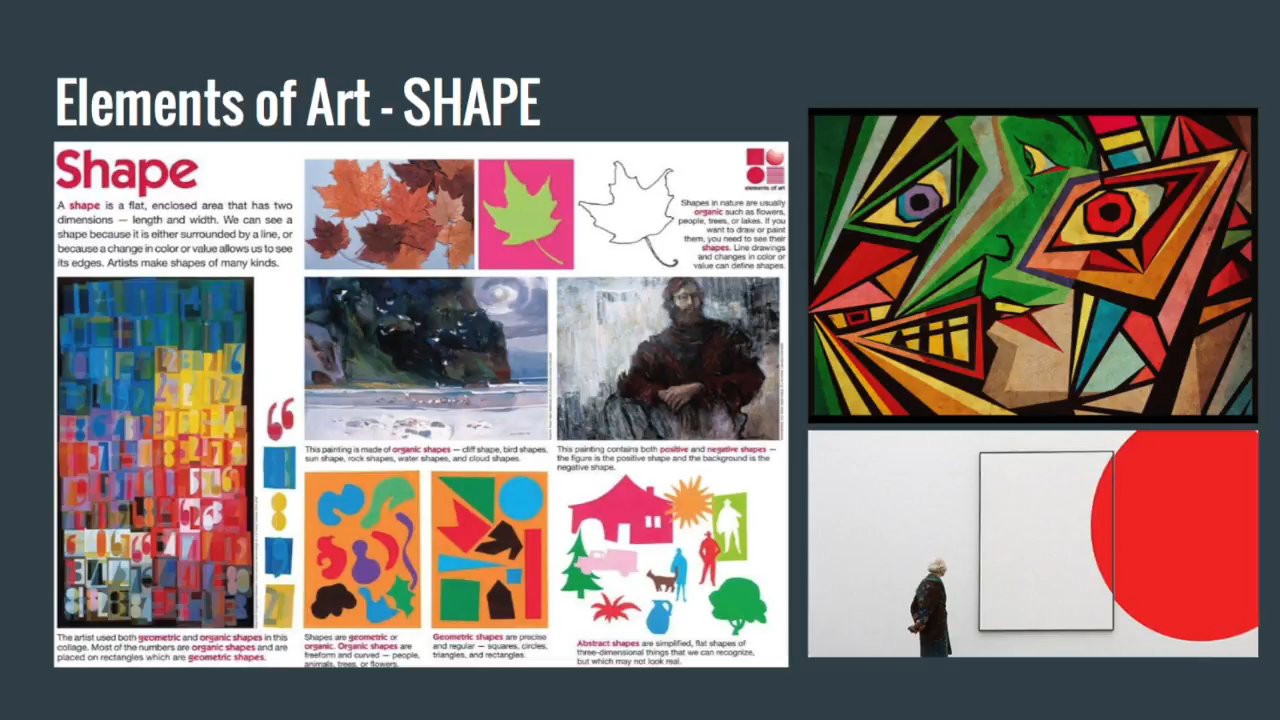 Elements of Art - SHAPE
Shape
A shape is a flat, enclosed area that has two
dimensions — length and width. We can see a
shape because it is either surrounded by a line, or
because a change in color or value allows us to see
its edges. Artists make shapes of many kinds.
elements of art
Shapes in nature are usually
organic such as flowers,
people, trees, or lakes. If you
want to draw or paint
them, you need to see their
shapes. Line drawings
and changes in color or
value can define shapes.
This painting is made of organic shapes — cliff shape, bird shapes,
sun shape, rock shapes, water shapes, and cloud shapes.
This painting contains both positive and negative shapes —
the figure is the positive shape and the background is the
negative shape.
The artist used both geometric and organic shapes in this
collage. Most of the numbers are organic shapes and are
placed on rectangles which are geometric shapes.
Shapes are geometric or
organic. Organic shapes are
freeform and curved — people,
animals, trees, or flowers.
Geometric shapes are precise
and regular — squares, circles,
triangles, and rectangles.
Abstract shapes are simplified, flat shapes of
three-dimensional things that we can recognize,
but which may not look real.